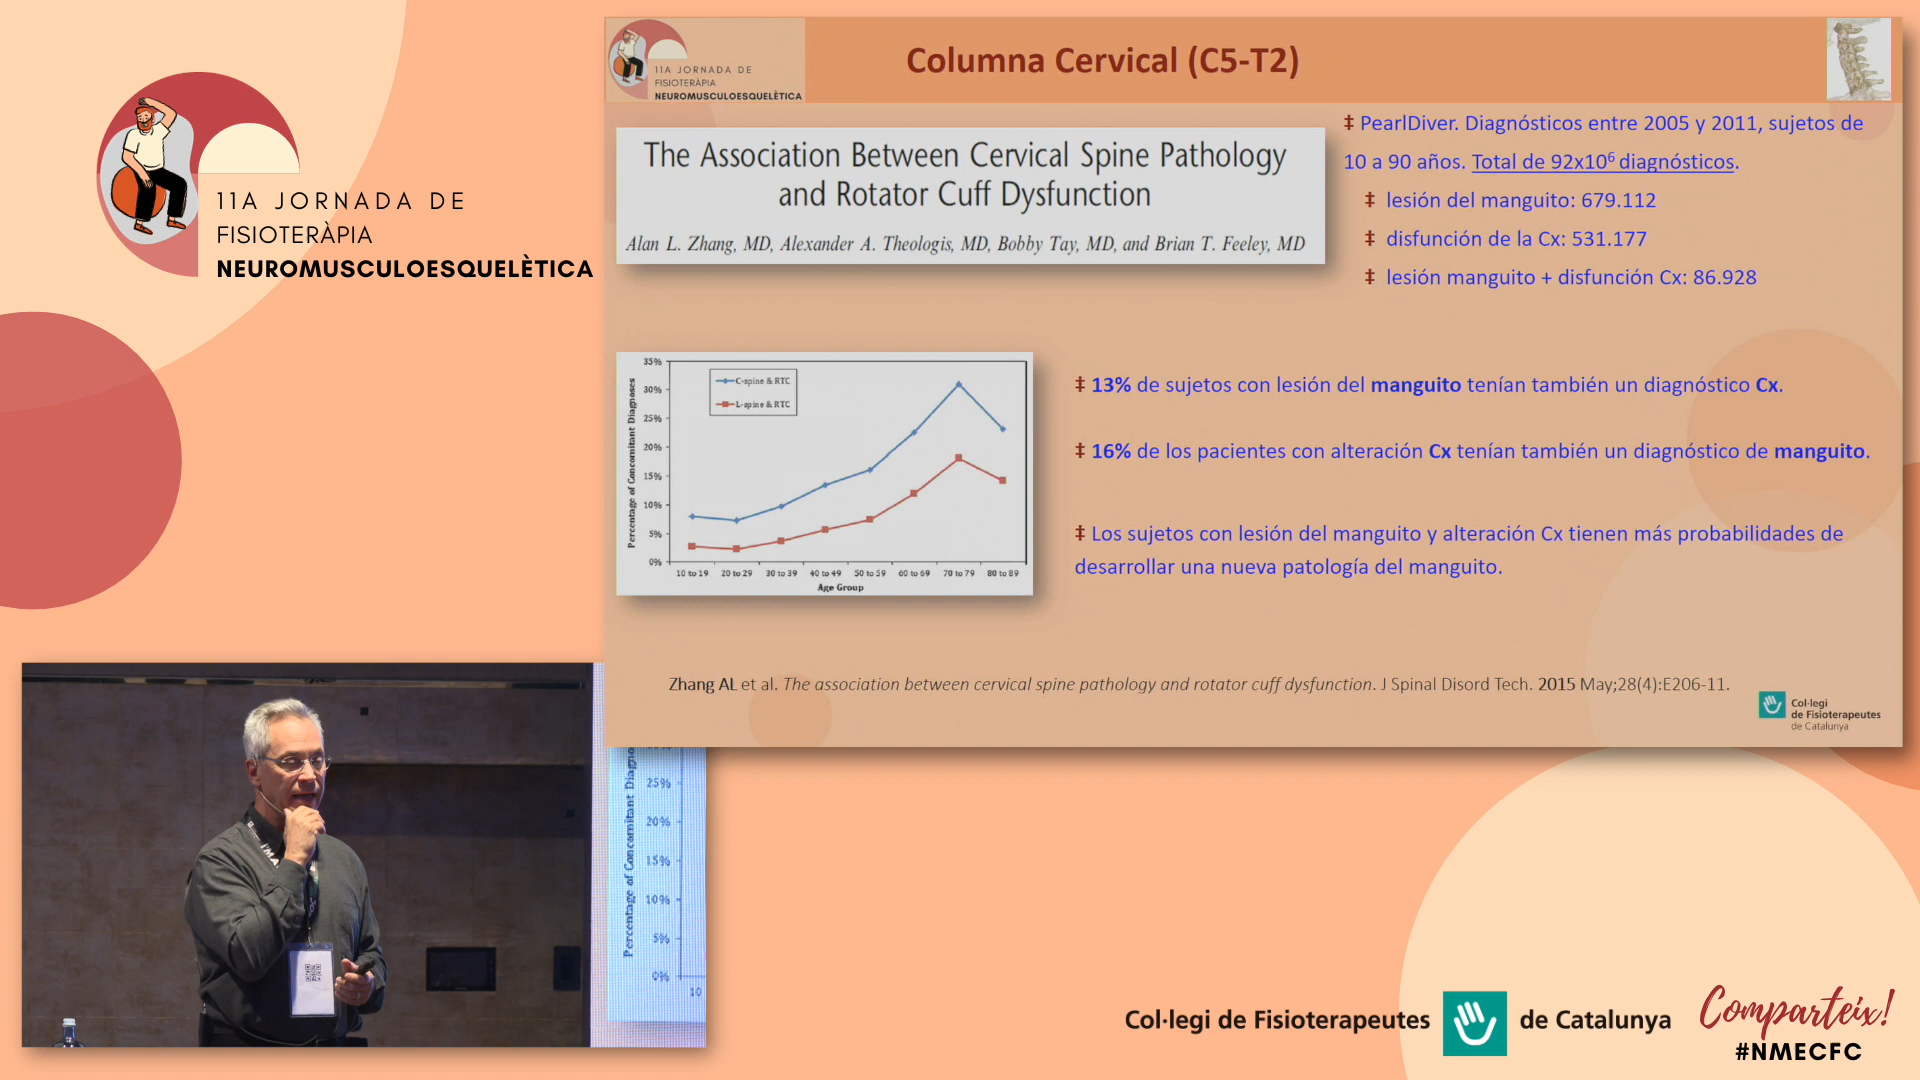 11A JORNADA DE
FISIOTERÀPIA
NEUROMUSCULOESQUELÈTICA
11A JORNADA DE
FISIOTERÀPIA
NEUROMUSCULOESQUELÈTICA
Columna Cervical (C5-T2)
The Association Between Cervical Spine Pathology
and Rotator Cuff Dysfunction
Alan L. Zhang, MD, Alexander A. Theologis, MD, Bobby Tay, MD, and Brian T. Feeley, MD
‡ PearlDiver. Diagnósticos entre 2005 y 2011, sujetos de
10 a 90 años. Total de 92x10⁶ diagnósticos.
‡ lesión del manguito: 679.112
‡ disfunción de la Cx: 531.177
‡ lesión manguito + disfunción Cx: 86.928
Percentage of Concomitant Diagnoses
35%
30%
25%
20%
15%
10%
5%
0%
C-spine & RTC
L-spine & RTC
10 to 19 20 to 29 30 to 39 40 to 49 50 to 59 60 to 69 70 to 79 80 to 89
Age Group
‡ 13% de sujetos con lesión del manguito tenían también un diagnóstico Cx.
‡ 16% de los pacientes con alteración Cx tenían también un diagnóstico de manguito.
‡ Los sujetos con lesión del manguito y alteración Cx tienen más probabilidades de
desarrollar una nueva patología del manguito.
Zhang AL et al. The association between cervical spine pathology and rotator cuff dysfunction. J Spinal Disord Tech. 2015 May;28(4):E206-11.
Col·legi
de Fisioterapeutes
de Catalunya
Percentage of Concomitant Diagn
25%
20%
15%
10%
5%
0%
10
Col·legi de Fisioterapeutes de Catalunya
Comparteix!
#NMECFC